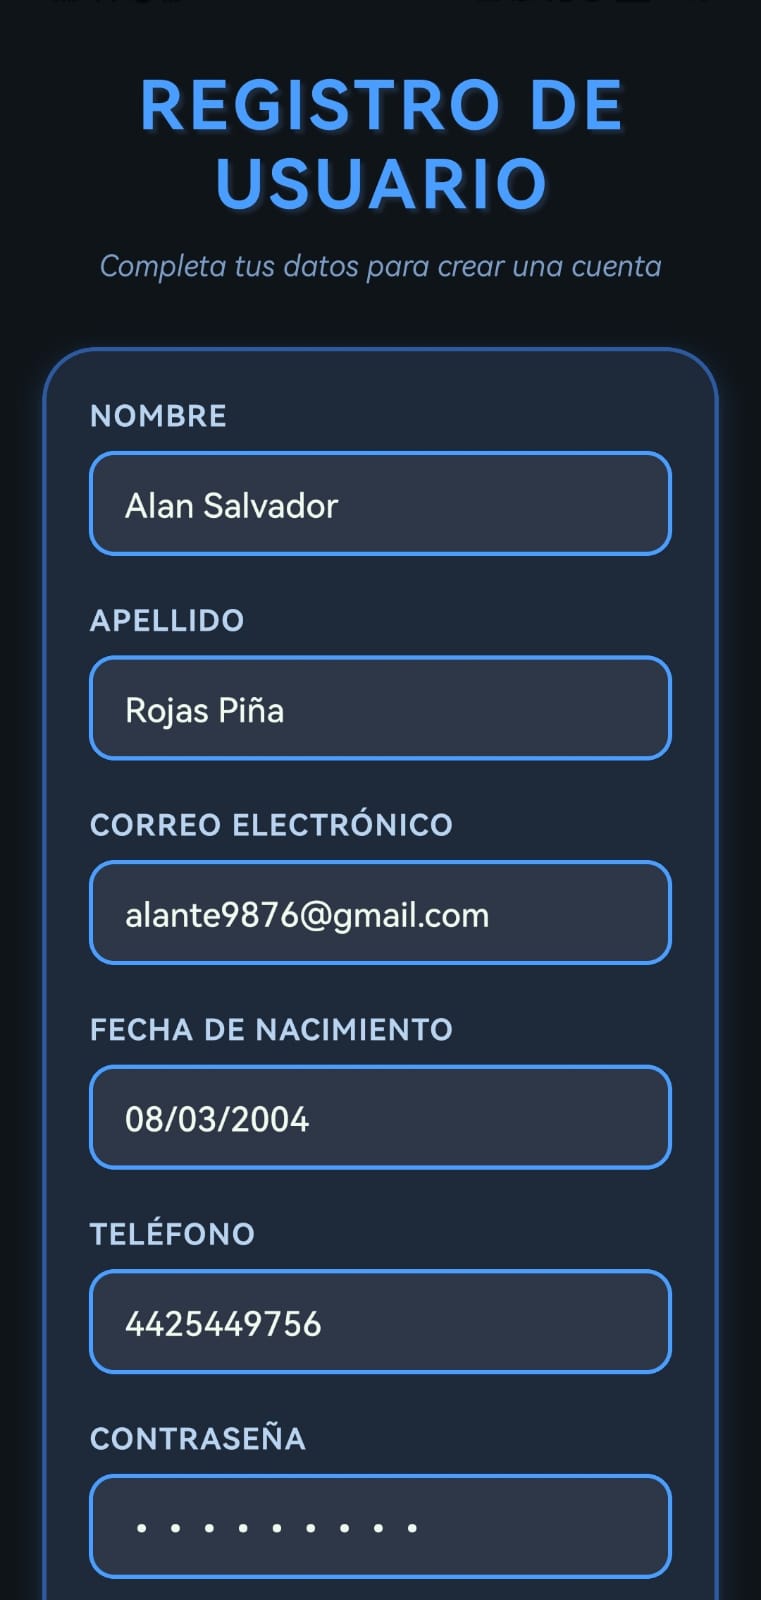 REGISTRO DE
USUARIO
Completa tus datos para crear una cuenta
NOMBRE
Alan Salvador
APELLIDO
Rojas Piña
CORREO ELECTRÓNICO
alante9876@gmail.com
FECHA DE NACIMIENTO
08/03/2004
TELÉFONO
4425449756
CONTRASEÑA
• • • • • • • • •